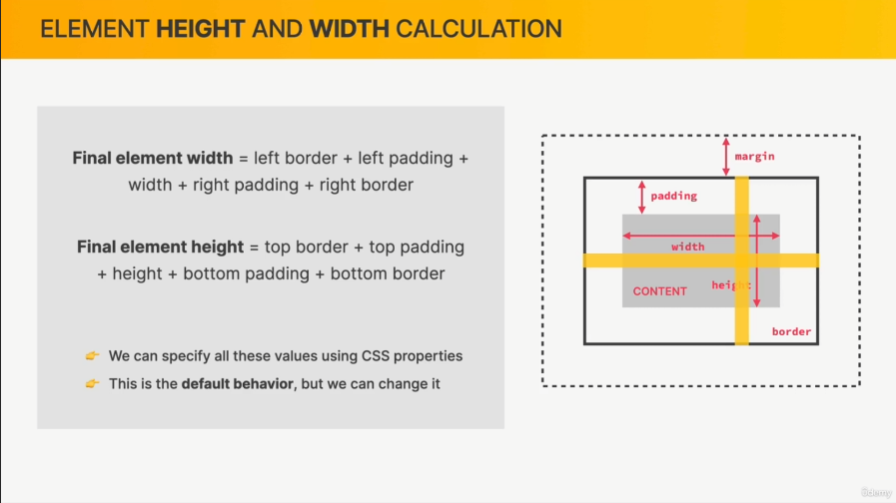 ELEMENT HEIGHT AND WIDTH CALCULATION
Final element width = left border + left padding +
width + right padding + right border
Final element height = top border + top padding
+ height + bottom padding + bottom border
👉 We can specify all these values using CSS properties
👉 This is the default behavior, but we can change it
margin
padding
width
height
CONTENT
border
Udemy